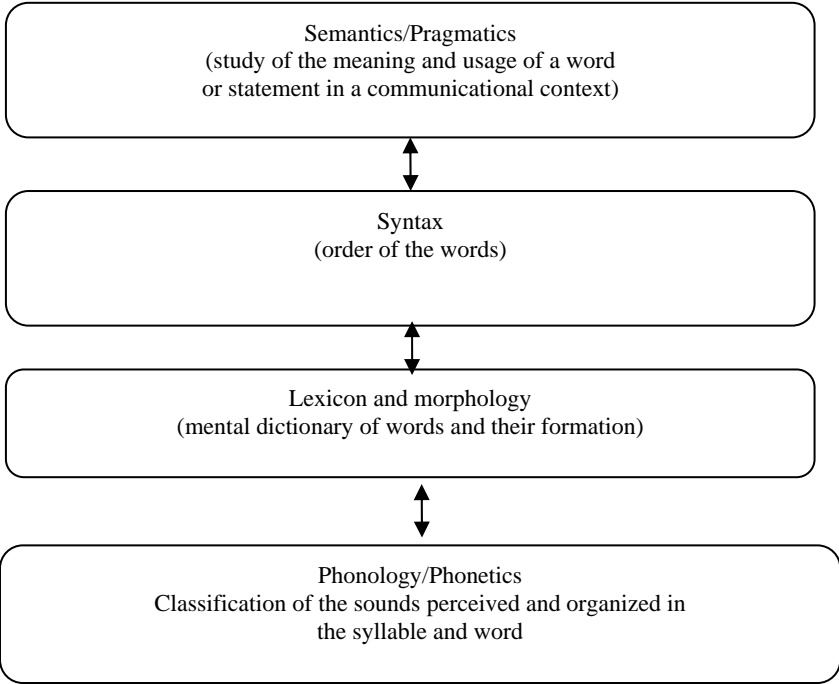 Semantics/Pragmatics
(study of the meaning and usage of a word
or statement in a communicational context)
Syntax
(order of the words)
Lexicon and morphology
(mental dictionary of words and their formation)
Phonology/Phonetics
Classification of the sounds perceived and organized in
the syllable and word